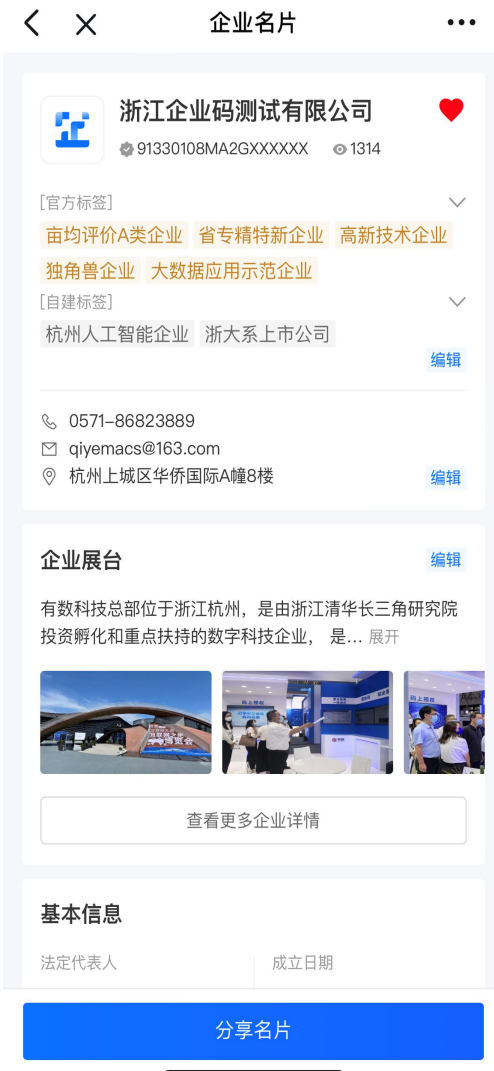 企业名片
浙江企业码测试有限公司
91330108MA2GXXXXXX 1314
[官方标签]
亩均评价A类企业 省专精特新企业 高新技术企业
独角兽企业 大数据应用示范企业
[自建标签]
杭州人工智能企业 浙大系上市公司
编辑
0571-86823889
qiyemacs@163.com
杭州上城区华侨国际A幢8楼 编辑
企业展台 编辑
有数科技总部位于浙江杭州，是由浙江清华长三角研究院
投资孵化和重点扶持的数字科技企业， 是... 展开
码上授权
查看更多企业详情
基本信息
法定代表人 成立日期
分享名片